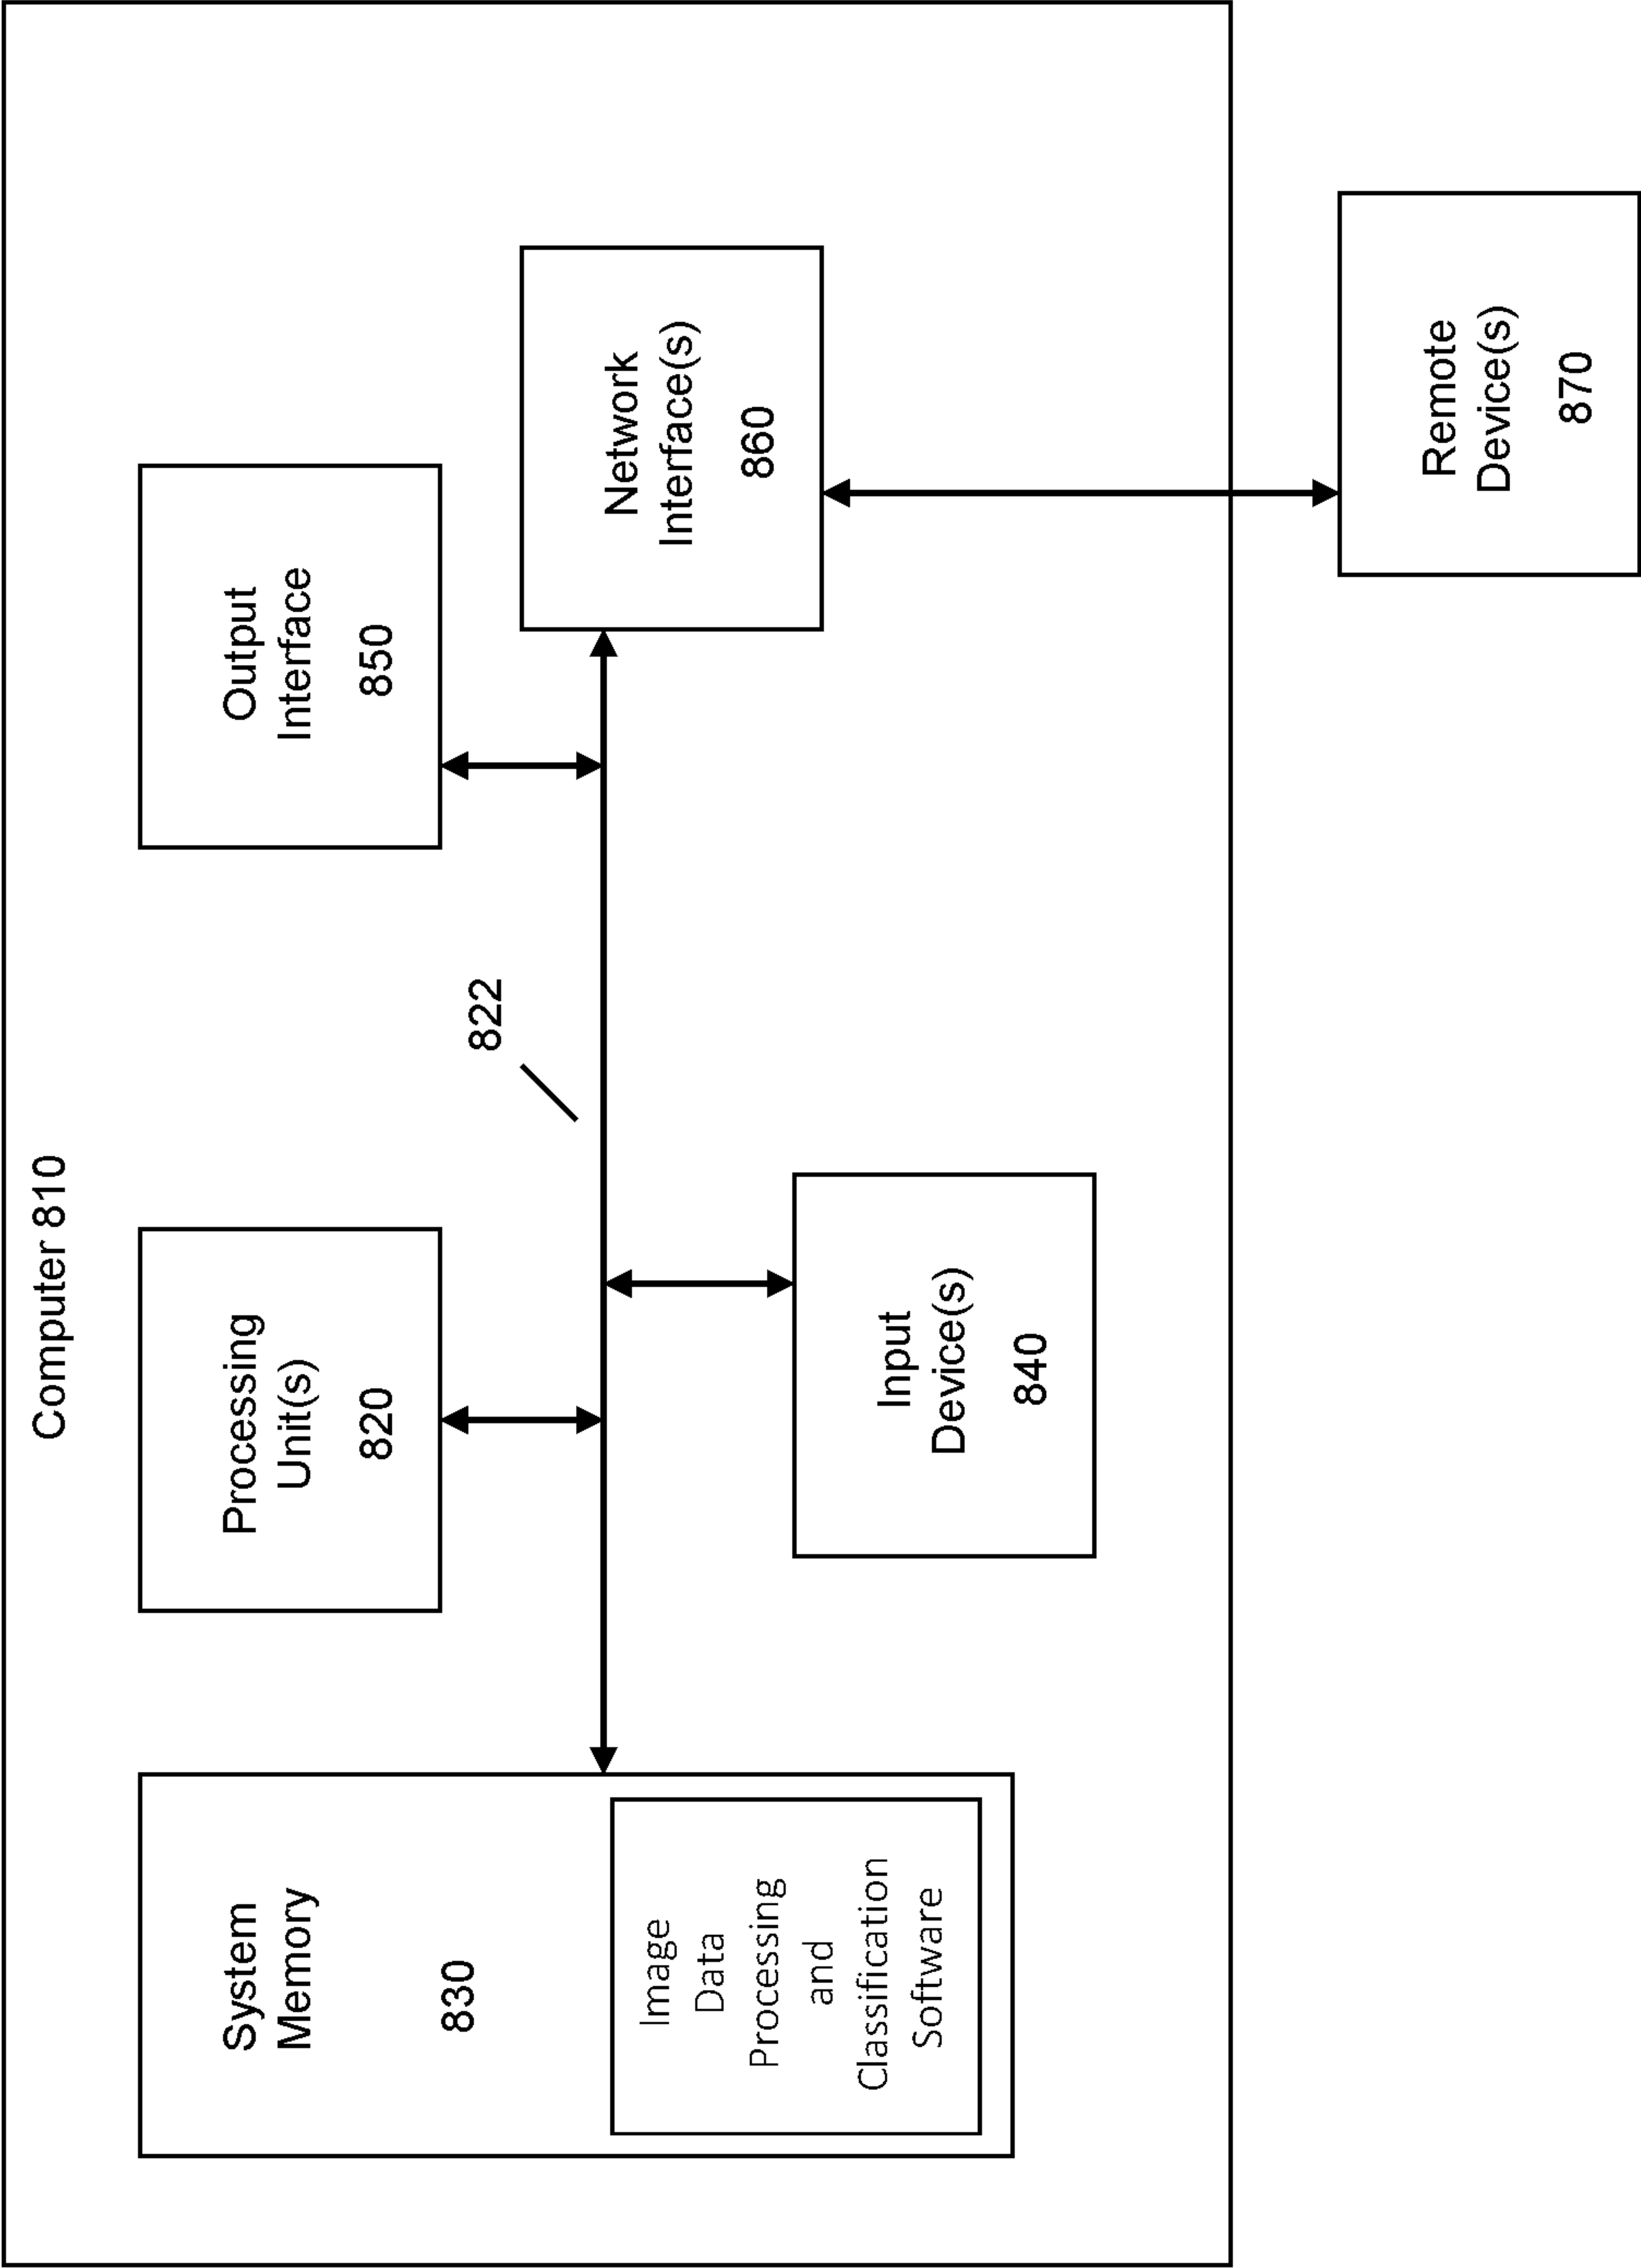 Computer 810
System
Memory
830
Image
Data
Processing
and
Classification
Software
Processing
Unit(s)
820
Output
Interface
850
822
Input
Device(s)
840
Network
Interface(s)
860
Remote
Device(s)
870